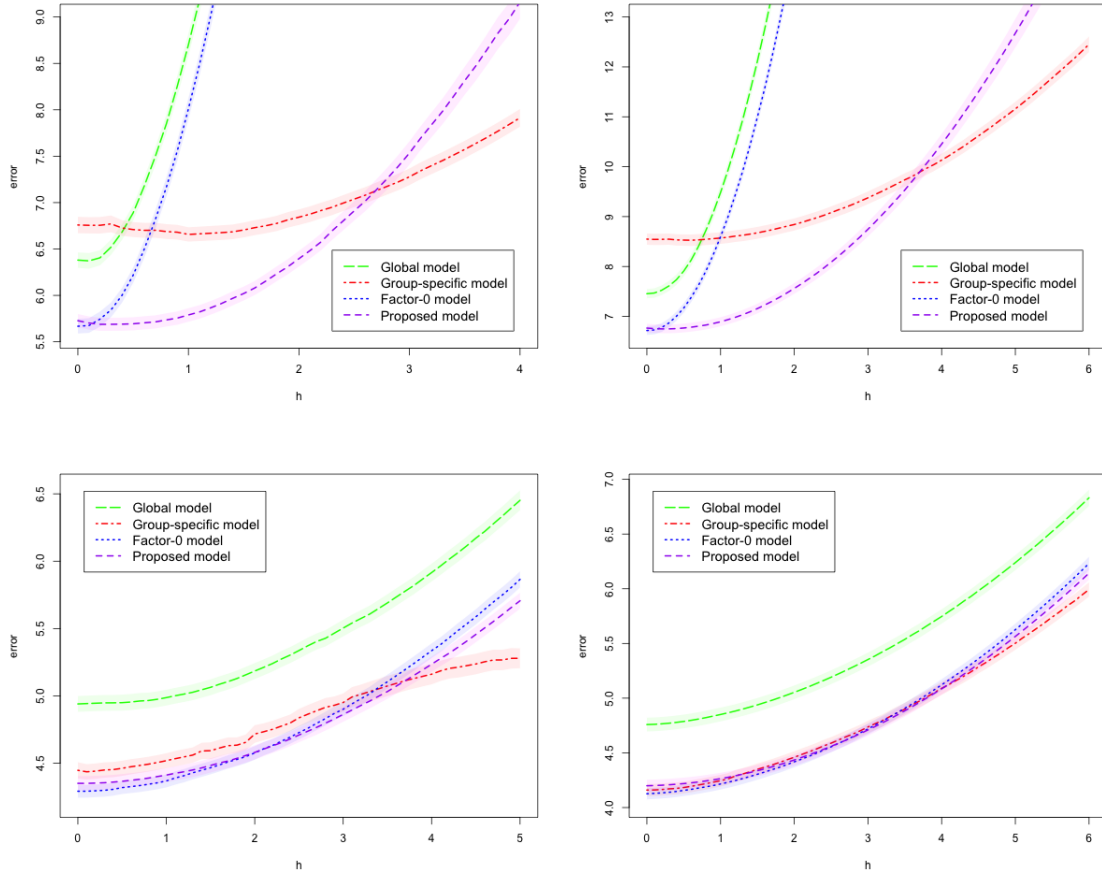 9.0
8.5
8.0
7.5
7.0
6.5
6.0
5.5
error
Global model
Group-specific model
Factor-0 model
Proposed model
0 1 2 3 4
h
13
12
11
10
9
8
7
error
Global model
Group-specific model
Factor-0 model
Proposed model
0 1 2 3 4 5 6
h
6.5
6.0
5.5
5.0
4.5
error
Global model
Group-specific model
Factor-0 model
Proposed model
0 1 2 3 4 5
h
7.0
6.5
6.0
5.5
5.0
4.5
4.0
error
Global model
Group-specific model
Factor-0 model
Proposed model
0 1 2 3 4 5 6
h